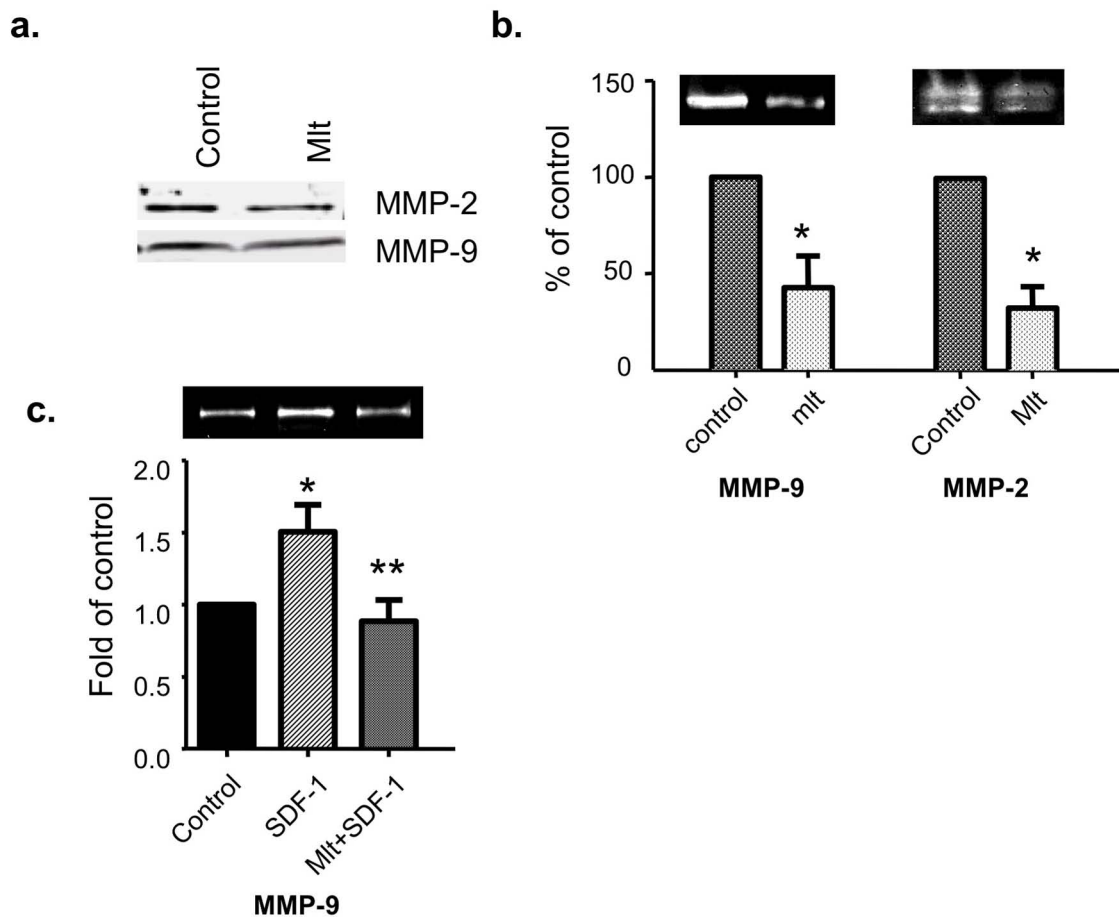 a.
Control
Mlt
MMP-2
MMP-9
b.
% of control
150
100
50
0
*
*
control
mlt
Control
Mlt
MMP-9
MMP-2
c.
Fold of control
2.0
1.5
1.0
0.5
0.0
*
**
Control
SDF-1
Mlt+SDF-1
MMP-9